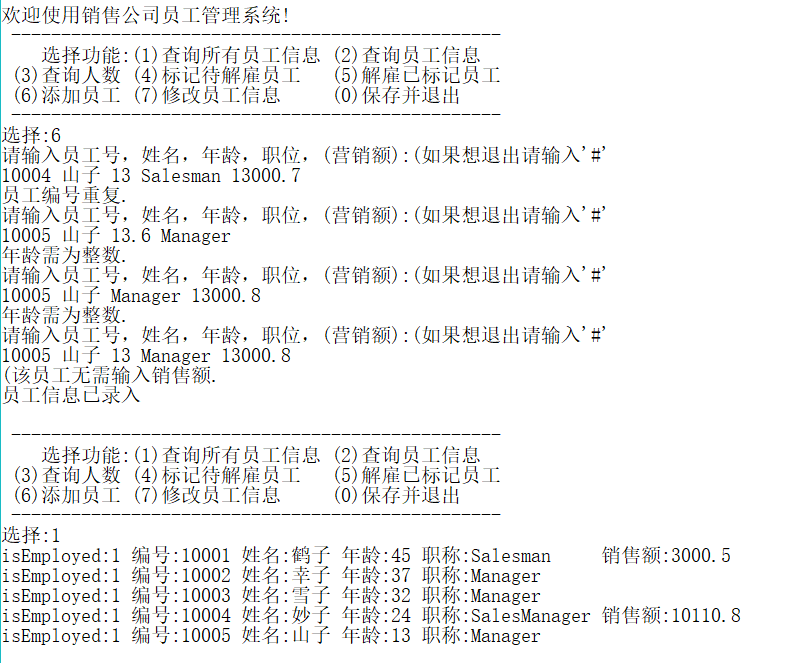 欢迎使用销售公司员工管理系统!
-------------------------------------------------
选择功能:(1)查询所有员工信息 (2)查询员工信息
(3)查询人数 (4)标记待解雇员工   (5)解雇已标记员工
(6)添加员工 (7)修改员工信息     (0)保存并退出
-------------------------------------------------
选择:6
请输入员工号, 姓名, 年龄, 职位, (营销额):(如果想退出请输入'#'
10004 山子 13 Salesman 13000.7
员工编号重复.
请输入员工号, 姓名, 年龄, 职位, (营销额):(如果想退出请输入'#'
10005 山子 13.6 Manager
年龄需为整数.
请输入员工号, 姓名, 年龄, 职位, (营销额):(如果想退出请输入'#'
10005 山子 Manager 13000.8
年龄需为整数.
请输入员工号, 姓名, 年龄, 职位, (营销额):(如果想退出请输入'#'
10005 山子 13 Manager 13000.8
(该员工无需输入销售额.
员工信息已录入
-------------------------------------------------
选择功能:(1)查询所有员工信息 (2)查询员工信息
(3)查询人数 (4)标记待解雇员工   (5)解雇已标记员工
(6)添加员工 (7)修改员工信息     (0)保存并退出
-------------------------------------------------
选择:1
isEmployed:1 编号:10001 姓名:鹤子 年龄:45 职称:Salesman     销售额:3000.5
isEmployed:1 编号:10002 姓名:幸子 年龄:37 职称:Manager
isEmployed:1 编号:10003 姓名:雪子 年龄:32 职称:Manager
isEmployed:1 编号:10004 姓名:妙子 年龄:24 职称:SalesManager 销售额:10110.8
isEmployed:1 编号:10005 姓名:山子 年龄:13 职称:Manager